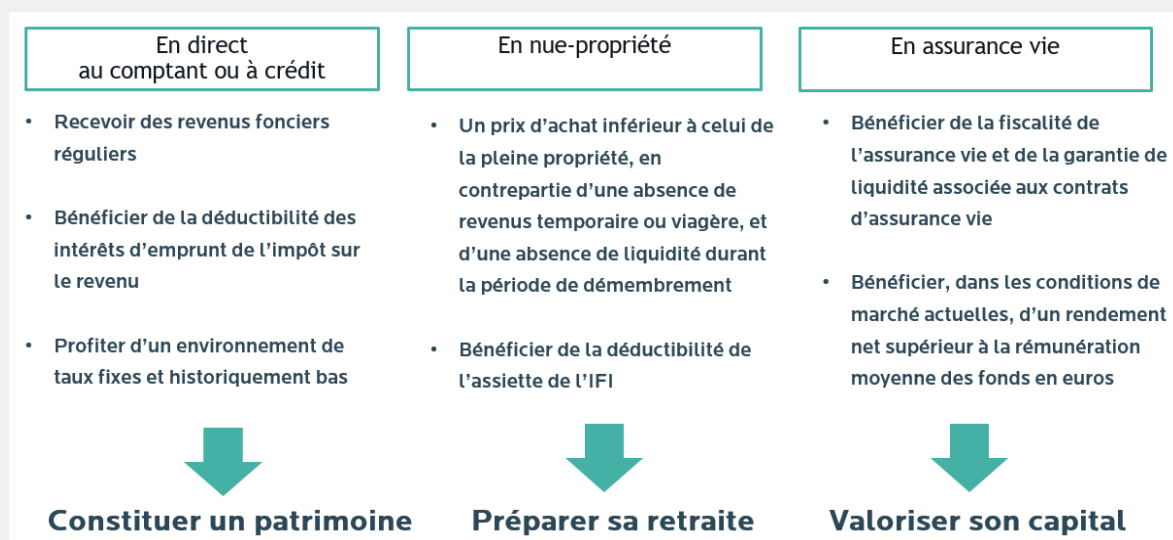 En direct
au comptant ou à crédit
• Recevoir des revenus fonciers
réguliers
• Bénéficier de la déductibilité des
intérêts d’emprunt de l’impôt sur
le revenu
• Profiter d’un environnement de
taux fixes et historiquement bas
Constituer un patrimoine
En nue-propriété
• Un prix d’achat inférieur à celui de
la pleine propriété, en
contrepartie d’une absence de
revenus temporaire ou viagère, et
d’une absence de liquidité durant
la période de démembrement
• Bénéficier de la déductibilité de
l’assiette de l’IFI
Préparer sa retraite
En assurance vie
• Bénéficier de la fiscalité de
l’assurance vie et de la garantie de
liquidité associée aux contrats
d’assurance vie
• Bénéficier, dans les conditions de
marché actuelles, d’un rendement
net supérieur à la rémunération
moyenne des fonds en euros
Valoriser son capital